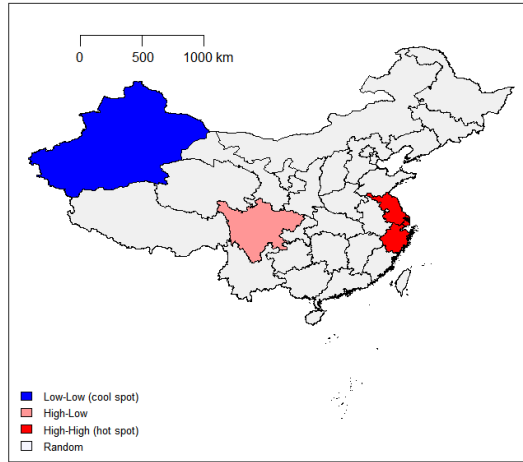 0 500 1000 km
Low-Low (cool spot)
High-Low
High-High (hot spot)
Random